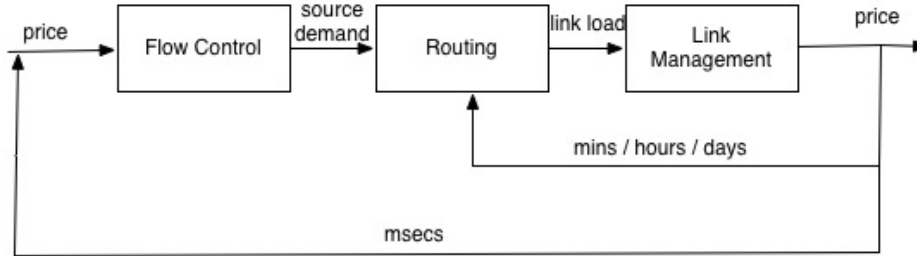 price
Flow Control
source
demand
Routing
link load
Link
Management
price
mins / hours / days
msecs